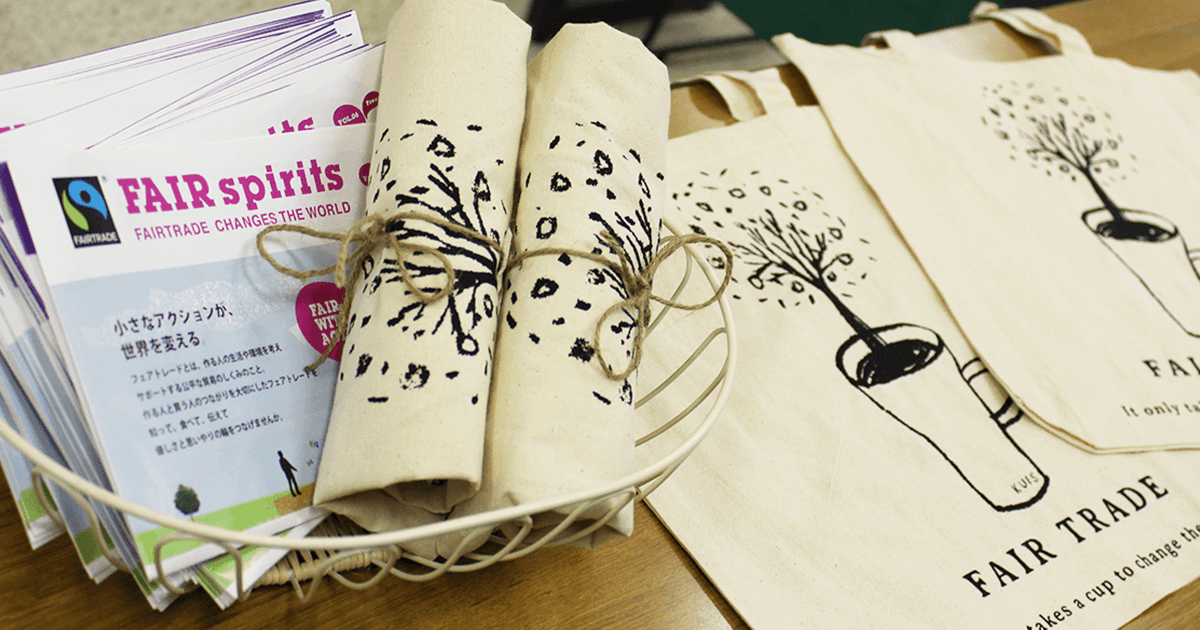 spirits
VOL.06
Free
FAIR spirits
FAIRTRADE CHANGES THE WORLD
FAIRTRADE
小さなアクションが、
世界を変える。
フェアトレードとは、作る人の生活や環境を考え
サポートする公平な貿易のしくみのこと。
作る人と買う人のつながりを大切にしたフェアトレードを
知って、食べて、伝えて
優しさと思いやりの輪をつなげませんか。
FAIR
WIT
AC
KUIS
FAIR TRADE
takes a cup to change the
FAI
It only t